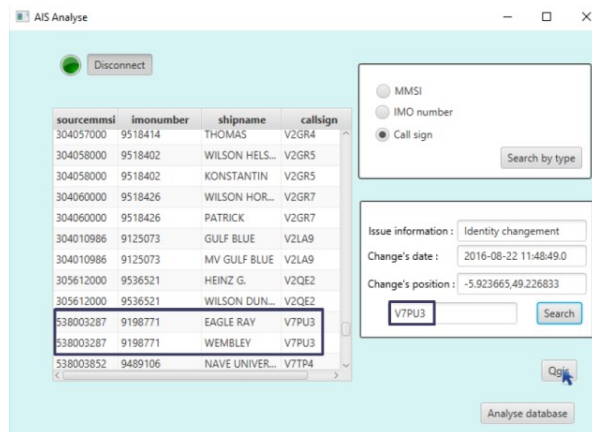 AIS Analyse
Disconnect
sourcemmsi imonumber shipname callsign
304057000 9518414 THOMAS V2GR4
304058000 9518402 WILSON HELS... V2GR5
304058000 9518402 KONSTANTIN V2GR5
304060000 9518426 WILSON HOR... V2GR7
304060000 9518426 PATRICK V2GR7
304010986 9125073 GULF BLUE V2LA9
304010986 9125073 MV GULF BLUE V2LA9
305612000 9536521 HEINZ G. V2QE2
305612000 9536521 WILSON DUN... V2QE2
538003287 9198771 EAGLE RAY V7PU3
538003287 9198771 WEMBLEY V7PU3
538003852 9489106 NAVE UNIVER... V7TP4
MMSI
IMO number
Call sign
Search by type
Issue information : Identity changement
Change's date : 2016-08-22 11:48:49.0
Change's position : -5.923665,49.226833
V7PU3 Search
Qgis
Analyse database